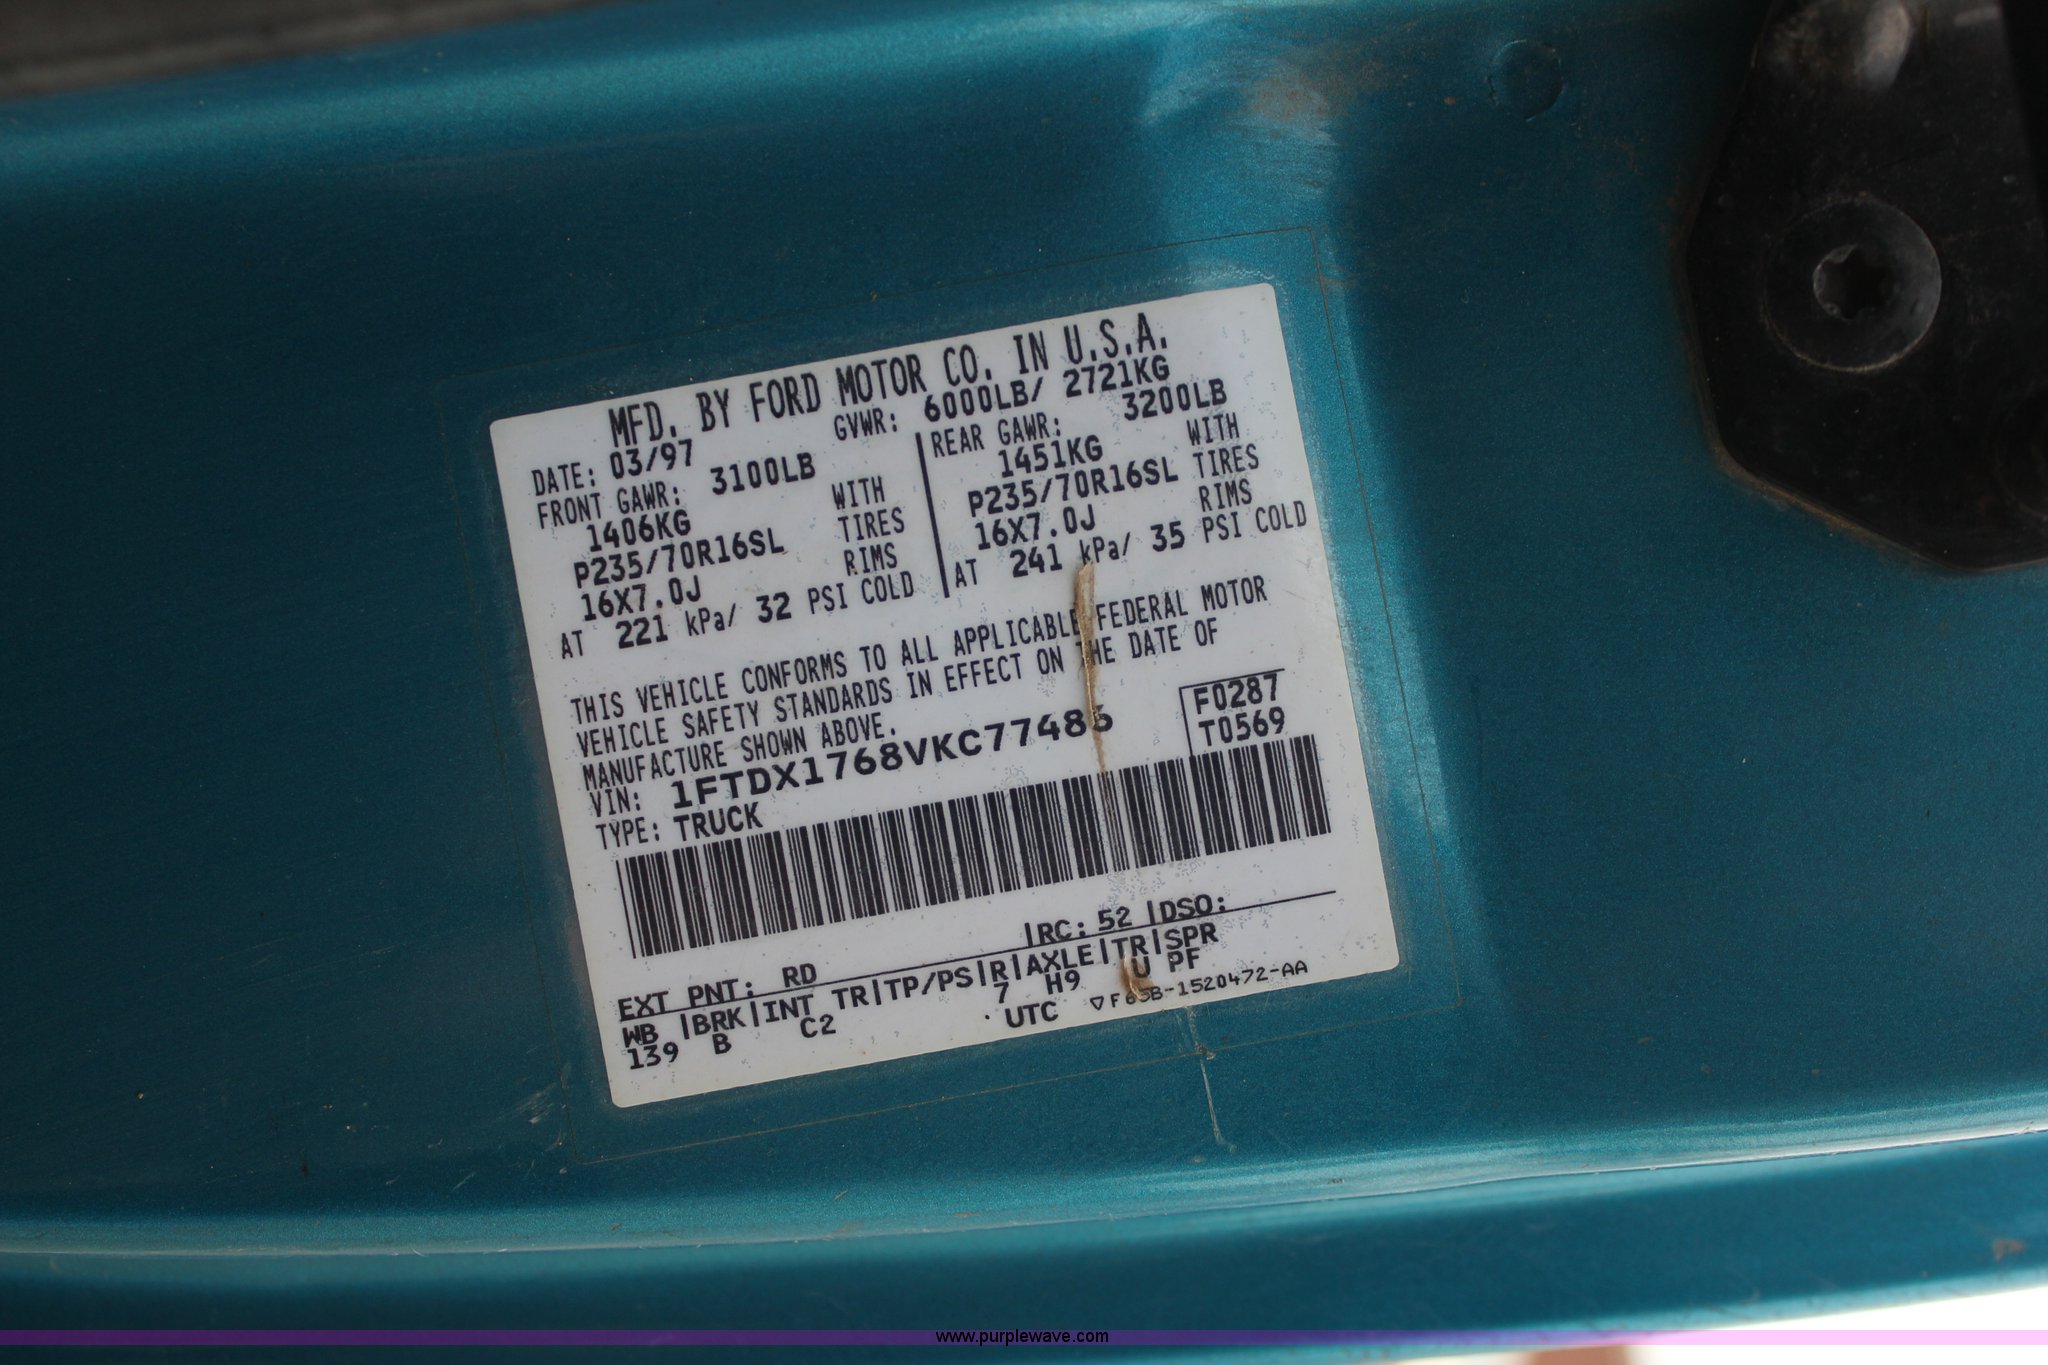 MFD. BY FORD MOTOR CO. IN U.S.A.
DATE: 03/97 GVWR: 6000LB/ 2721KG
FRONT GAWR: 3100LB
1406KG WITH
P235/70R16SL TIRES
16X7.0J RIMS
AT 221 kPa/ 32 PSI COLD
REAR GAWR: 3200LB
1451KG WITH
P235/70R16SL TIRES
16X7.0J RIMS
AT 241 kPa/ 35 PSI COLD
THIS VEHICLE CONFORMS TO ALL APPLICABLE FEDERAL MOTOR
VEHICLE SAFETY STANDARDS IN EFFECT ON THE DATE OF
MANUFACTURE SHOWN ABOVE.
F0287
T0569
VIN: 1FTDX1768VKC77486
TYPE: TRUCK
EXT PNT: RD |RC: 52 |DSO:
WB |BRK|INT TR|TP/PS|R|AXLE|TR|SPR
139 B C2 7 H9 U PF
UTC
www.purplewave.com